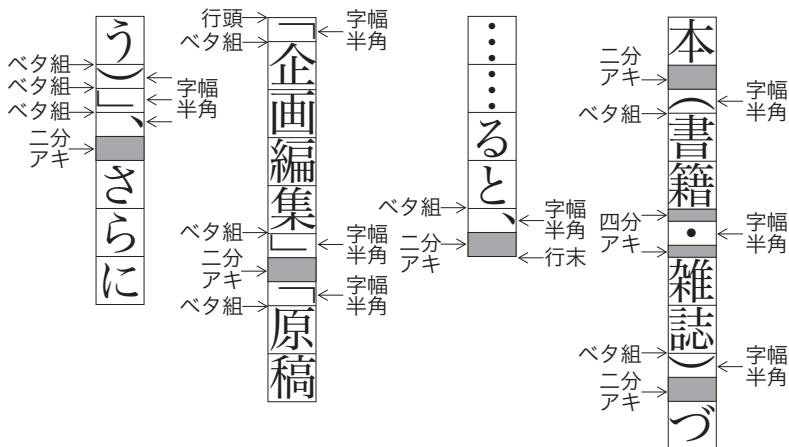 本（書籍・雑誌）づ
二分
アキ
字幅
半角
ベタ組
四分
アキ
字幅
半角
ベタ組
字幅
半角
二分
アキ
……ると、
ベタ組
字幅
半角
二分
アキ
行末
「企画編集」「原稿
行頭
字幅
半角
ベタ組
ベタ組
字幅
半角
二分
アキ
字幅
半角
ベタ組
う）」、さらに
ベタ組
ベタ組
ベタ組
字幅
半角
二分
アキ